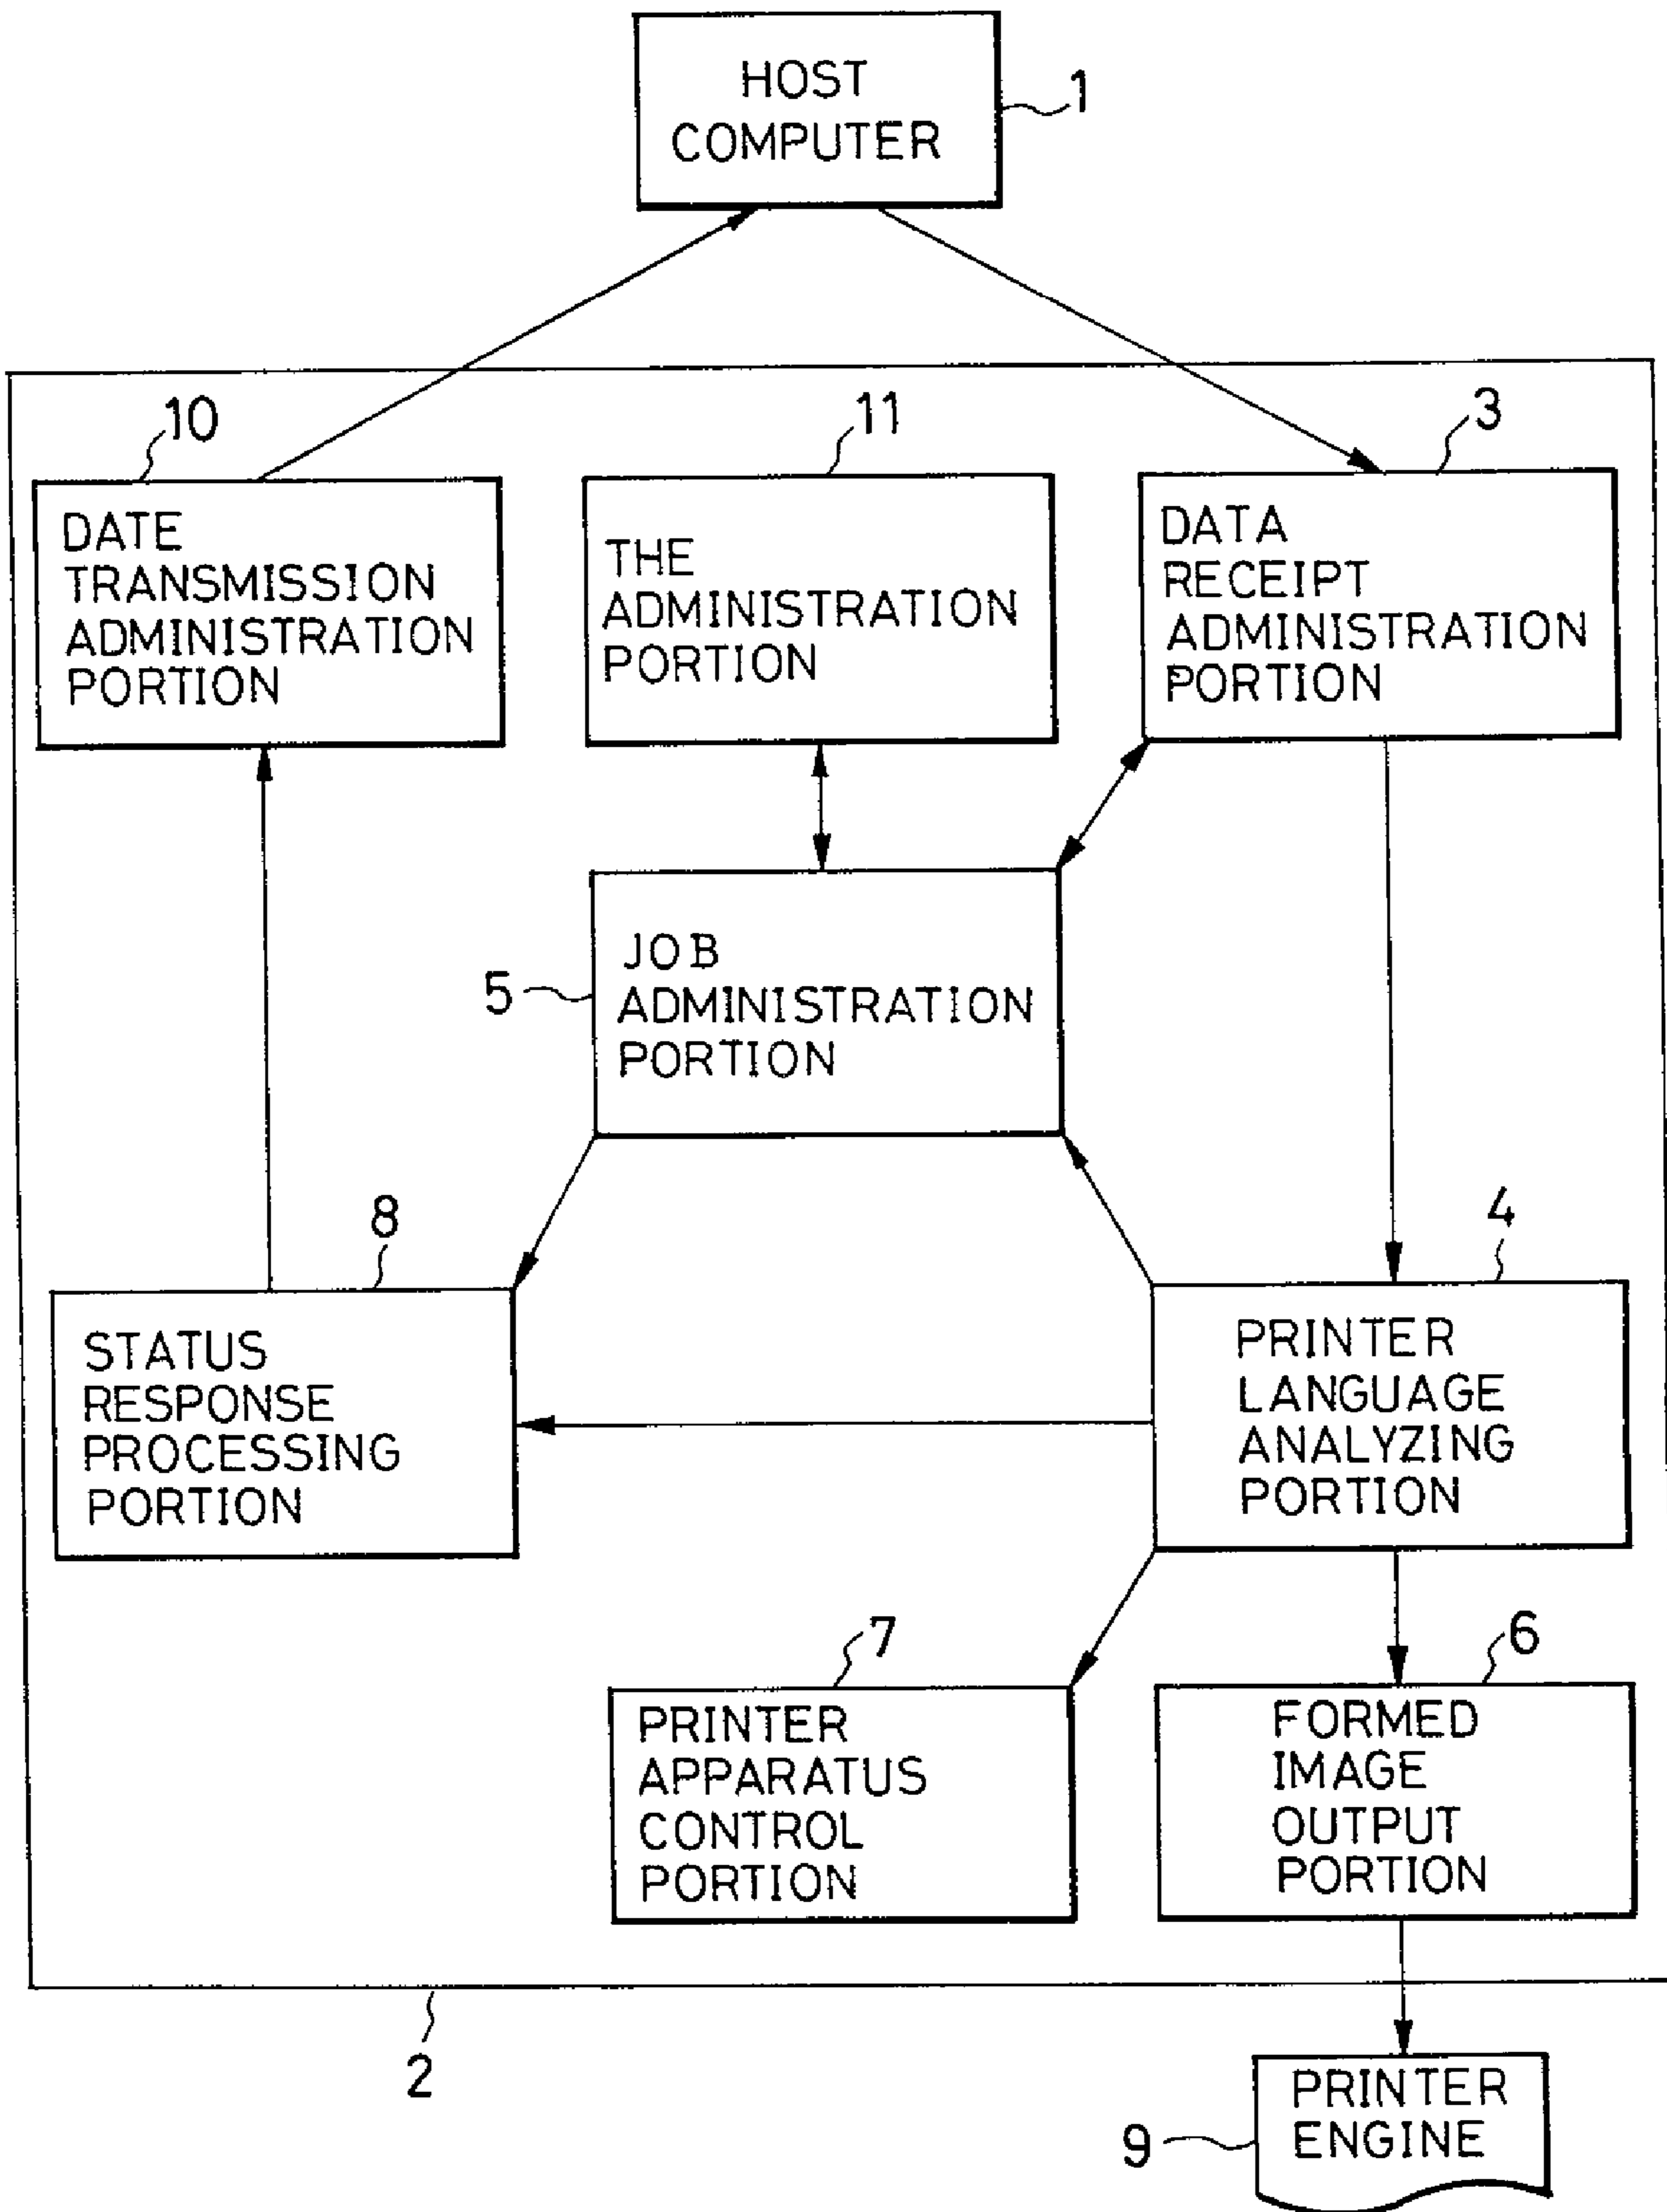 HOST
COMPUTER
1
10
11
3
DATE
TRANSMISSION
ADMINISTRATION
PORTION
THE
ADMINISTRATION
PORTION
DATA
RECEIPT
ADMINISTRATION
PORTION
5
JOB
ADMINISTRATION
PORTION
8
4
STATUS
RESPONSE
PROCESSING
PORTION
PRINTER
LANGUAGE
ANALYZING
PORTION
7
6
PRINTER
APPARATUS
CONTROL
PORTION
FORMED
IMAGE
OUTPUT
PORTION
2
PRINTER
ENGINE
9